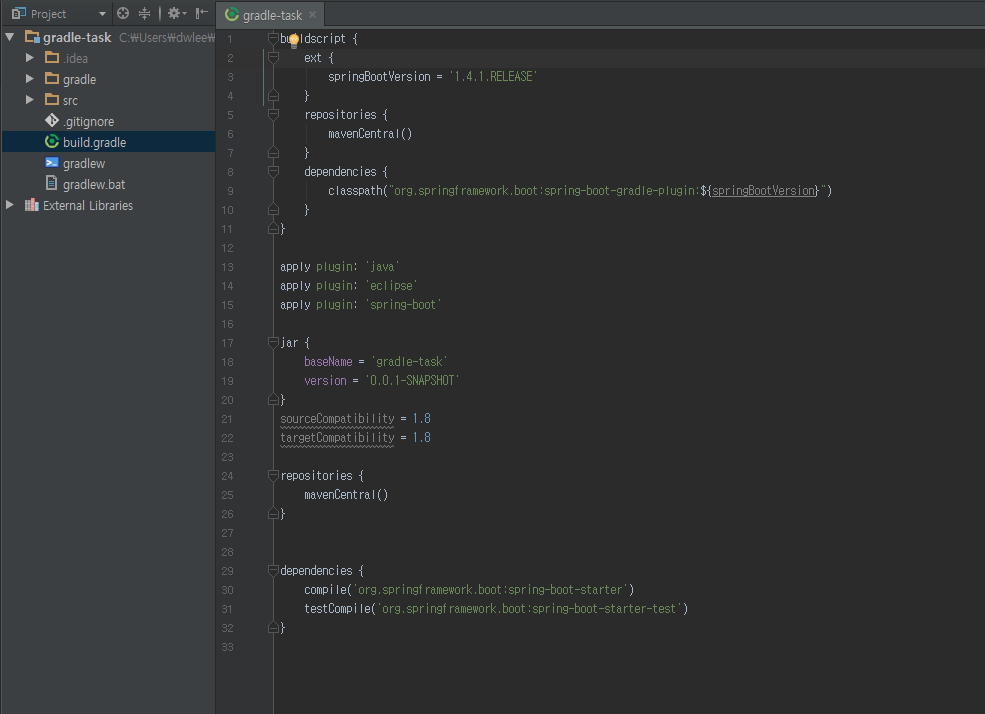 Project
gradle-task C:₩Users₩dwlee₩
.idea
gradle
src
.gitignore
build.gradle
gradlew
gradlew.bat
External Libraries
gradle-task
1 buildscript {
2 ext {
3 springBootVersion = '1.4.1.RELEASE'
4 }
5 repositories {
6 mavenCentral()
7 }
8 dependencies {
9 classpath("org.springframework.boot:spring-boot-gradle-plugin:${springBootVersion}")
10 }
11 }
12
13 apply plugin: 'java'
14 apply plugin: 'eclipse'
15 apply plugin: 'spring-boot'
16
17 jar {
18 baseName = 'gradle-task'
19 version = '0.0.1-SNAPSHOT'
20 }
21 sourceCompatibility = 1.8
22 targetCompatibility = 1.8
23
24 repositories {
25 mavenCentral()
26 }
27
28
29 dependencies {
30 compile('org.springframework.boot:spring-boot-starter')
31 testCompile('org.springframework.boot:spring-boot-starter-test')
32 }
33